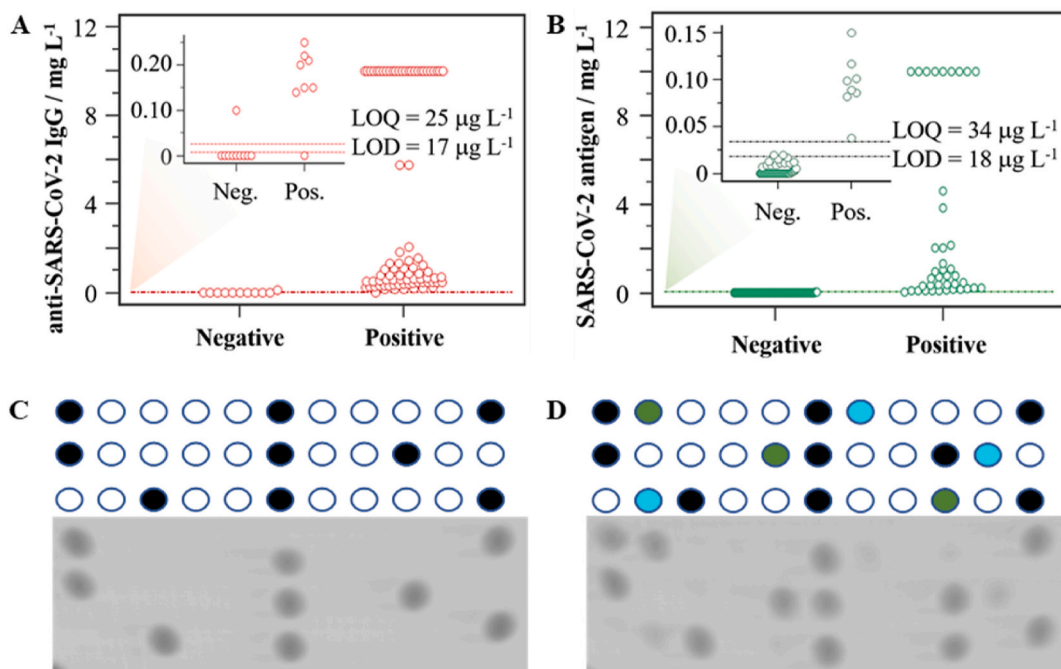 A
anti-SARS-CoV-2 IgG / mg L-1
12
8
4
0
0.20
0.10
0
Neg. Pos.
LOQ = 25 µg L-1
LOD = 17 µg L-1
Negative Positive
B
SARS-CoV-2 antigen / mg L-1
12
8
4
0
0.15
0.10
0.05
0
Neg. Pos.
LOQ = 34 µg L-1
LOD = 18 µg L-1
Negative Positive
C
D